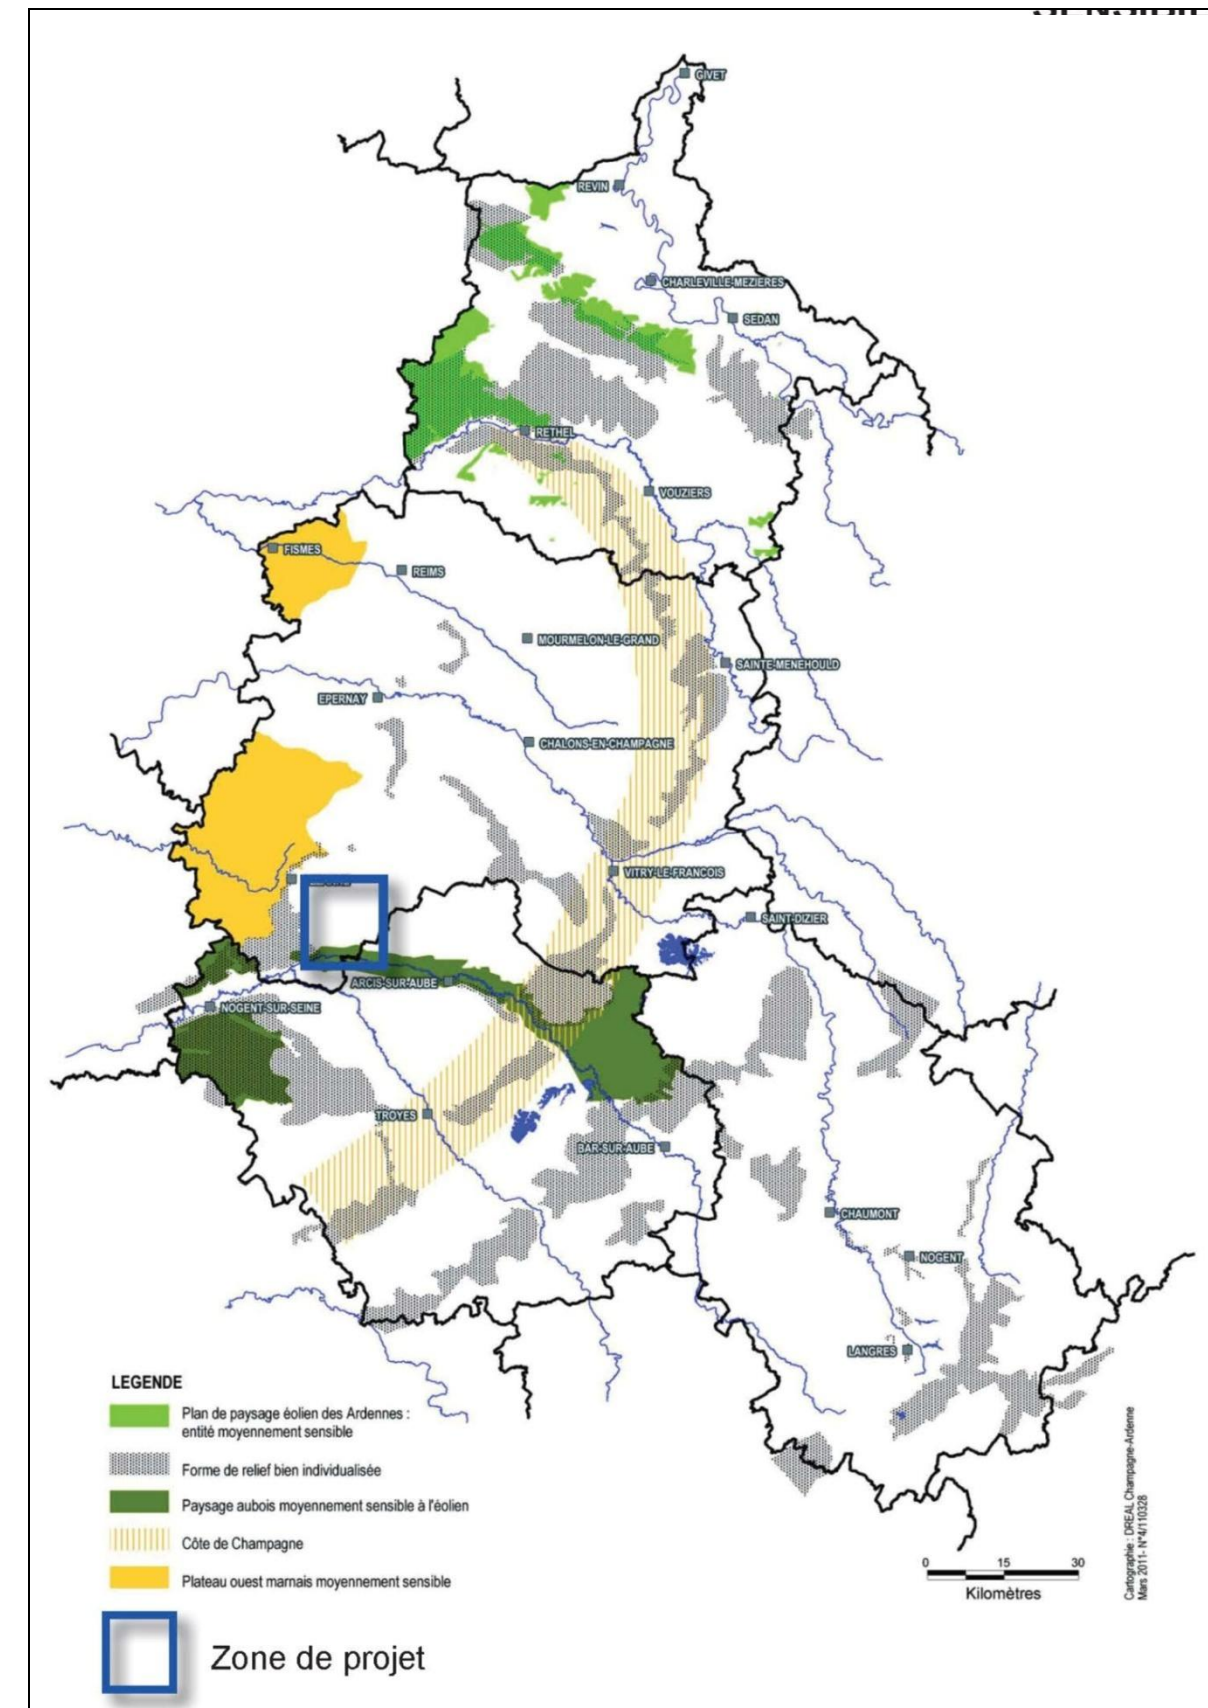 GIVET
REVIN
CHARLEVILLE-MEZIERES
SEDAN
RETHEL
VOUZIERS
FISMES
REIMS
MOURMELON-LE-GRAND
SAINTE-MENEHOULD
EPERNAY
CHALONS-EN-CHAMPAGNE
VITRY-LE-FRANCOIS
SAINT-DIZIER
ARCIS-SUR-AUBE
NOGENT-SUR-SEINE
TROYES
BAR-SUR-AUBE
CHAUMONT
NOGENT
LANGRES
LEGENDE
Plan de paysage éolien des Ardennes :
entité moyennement sensible
Forme de relief bien individualisée
Paysage aubois moyennement sensible à l'éolien
Côte de Champagne
Plateau ouest marnais moyennement sensible
Zone de projet
0 15 30
Kilomètres
Cartographie : DREAL Champagne-Ardenne
Mars 2011- N°4/110328